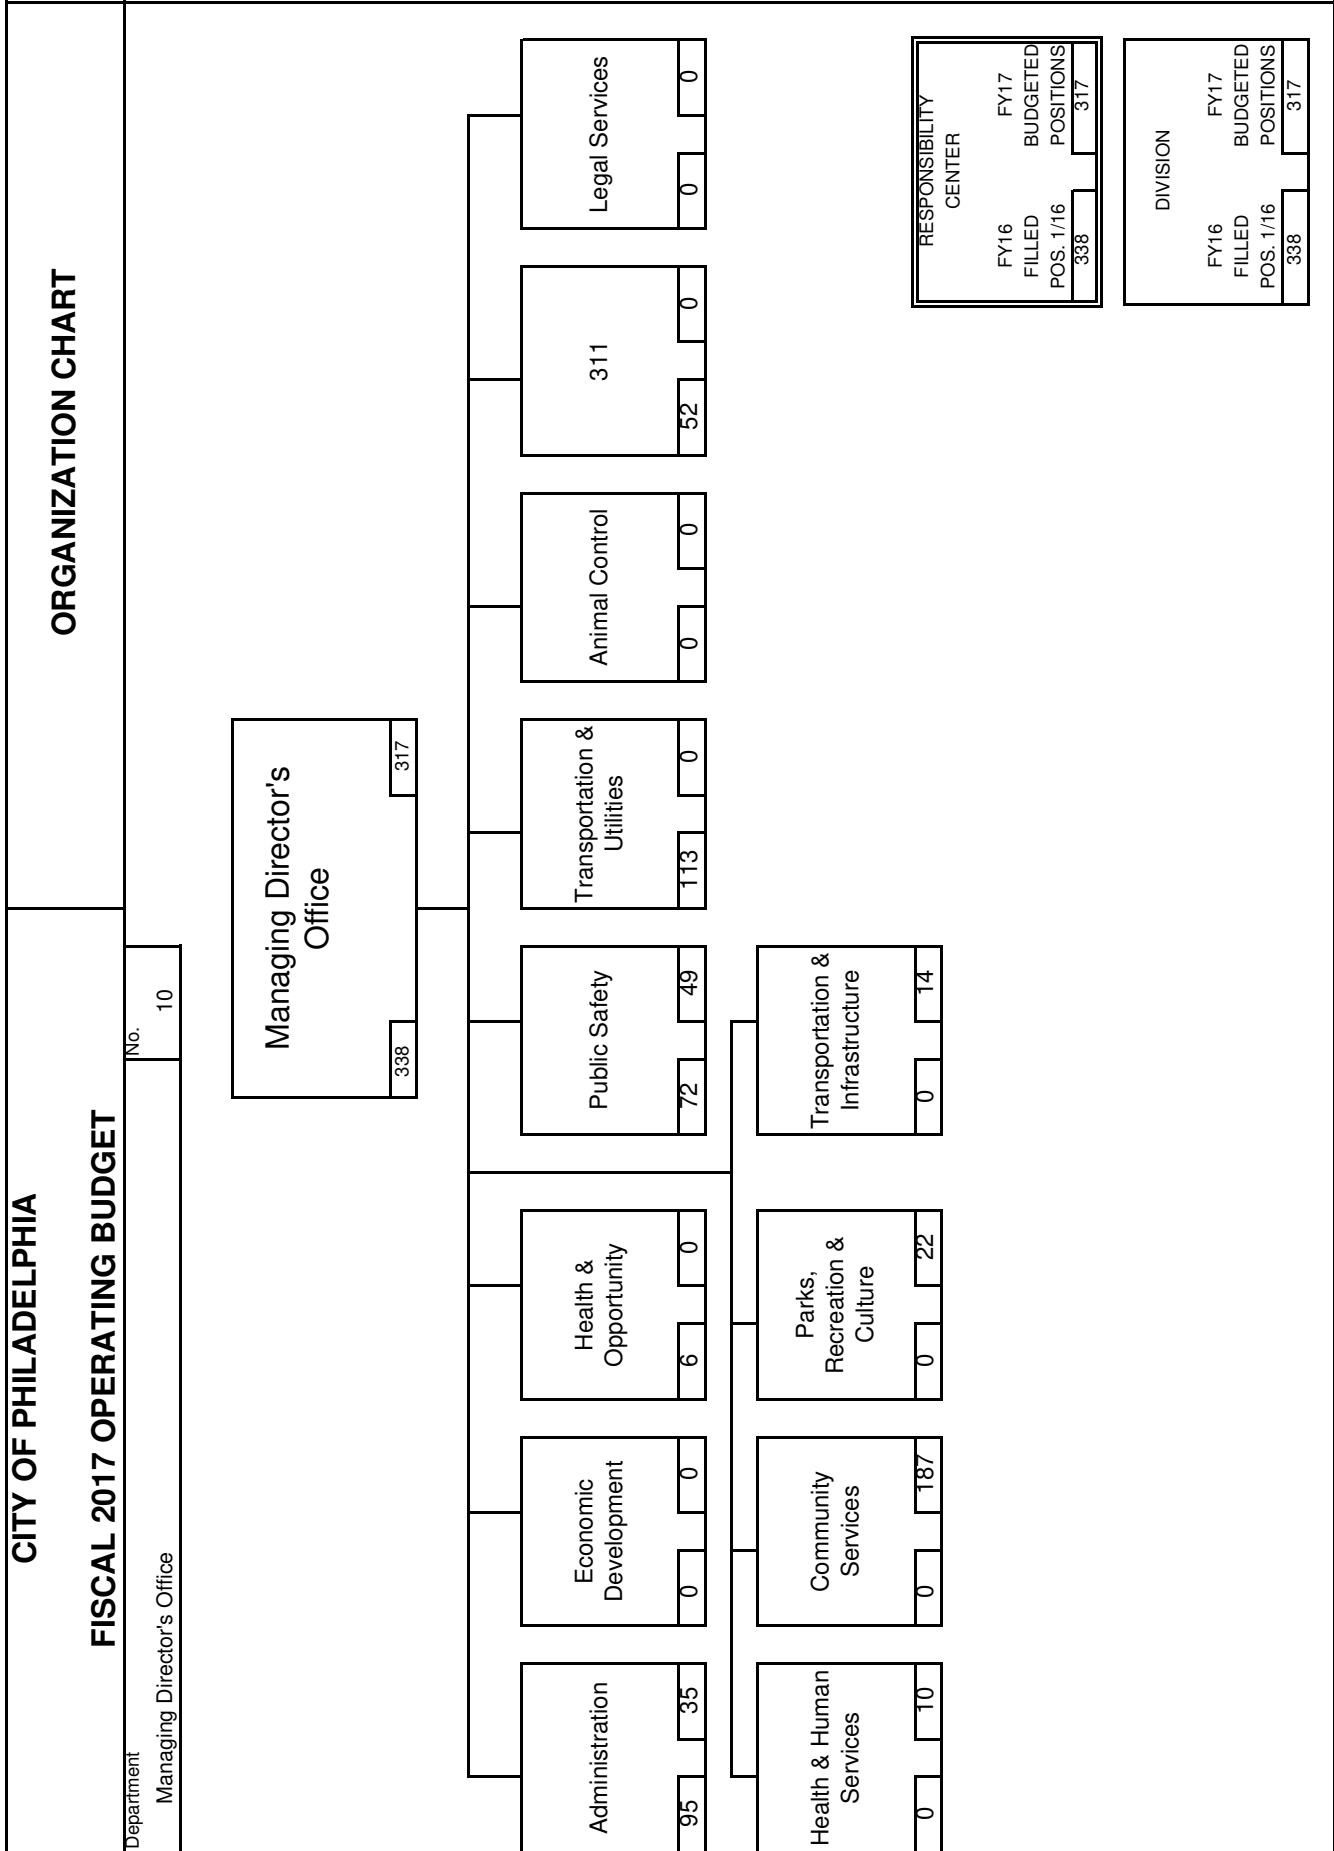 CITY OF PHILADELPHIA
FISCAL 2017 OPERATING BUDGET
ORGANIZATION CHART
Department
Managing Director's Office
No.
10
Managing Director's
Office
338
317
Administration
95
35
Economic
Development
0
0
Health &
Opportunity
6
0
Public Safety
72
49
Transportation &
Utilities
113
0
Animal Control
0
0
311
52
0
Legal Services
0
0
Health & Human
Services
0
10
Community
Services
0
187
Parks,
Recreation &
Culture
0
22
Transportation &
Infrastructure
0
14
RESPONSIBILITY
CENTER
FY16 FY17
FILLED BUDGETED
POS. 1/16 POSITIONS
338 317
DIVISION
FY16 FY17
FILLED BUDGETED
POS. 1/16 POSITIONS
338 317